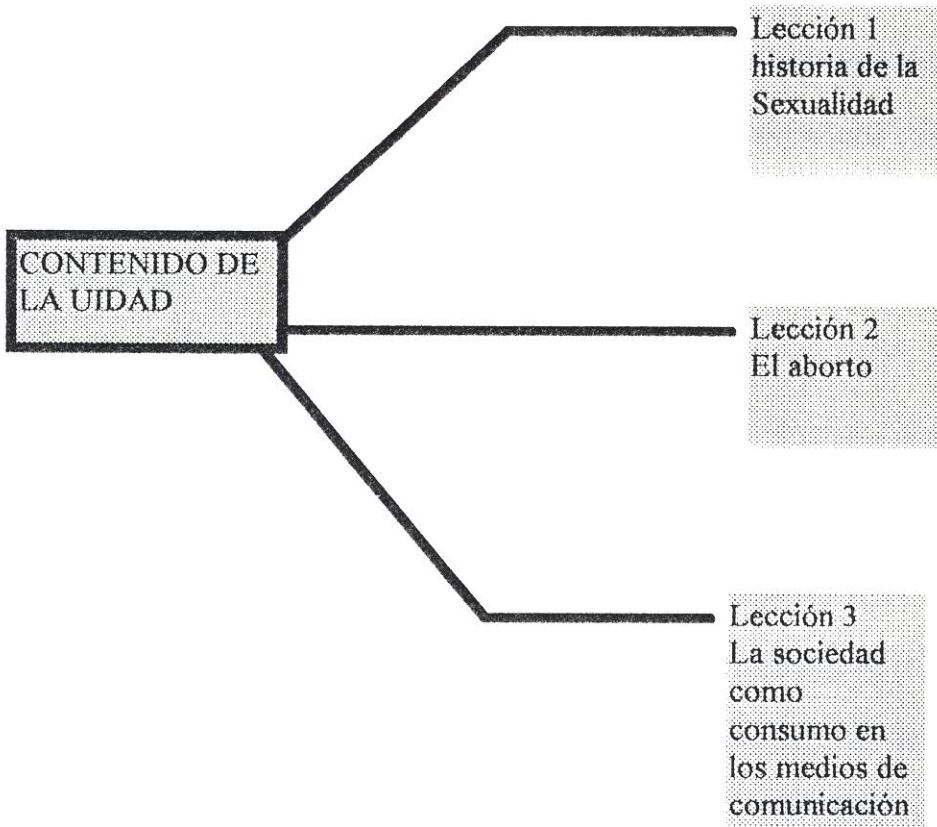 Lección 1
historia de la
Sexualidad
CONTENIDO DE
LA UIDAD
Lección 2
El aborto
Lección 3
La sociedad
como
consumo en
los medios de
comunicación